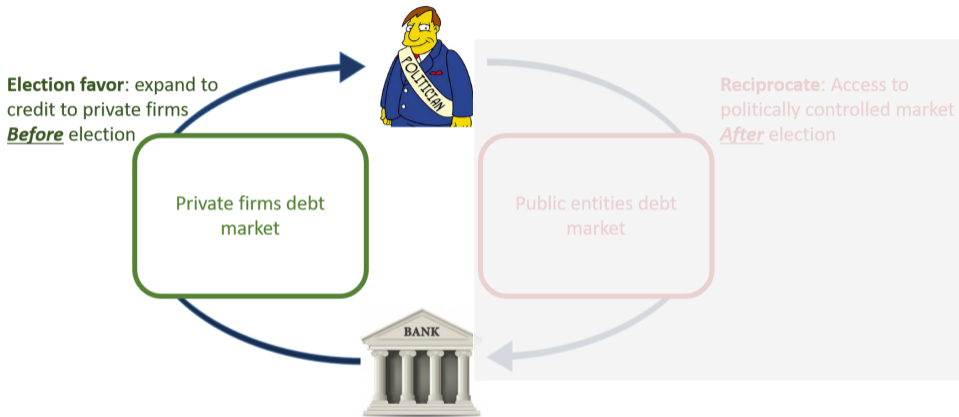 Election favor: expand to
credit to private firms
Before election
POLITICIAN
Reciprocate: Access to
politically controlled market
After election
Private firms debt
market
Public entities debt
market
BANK